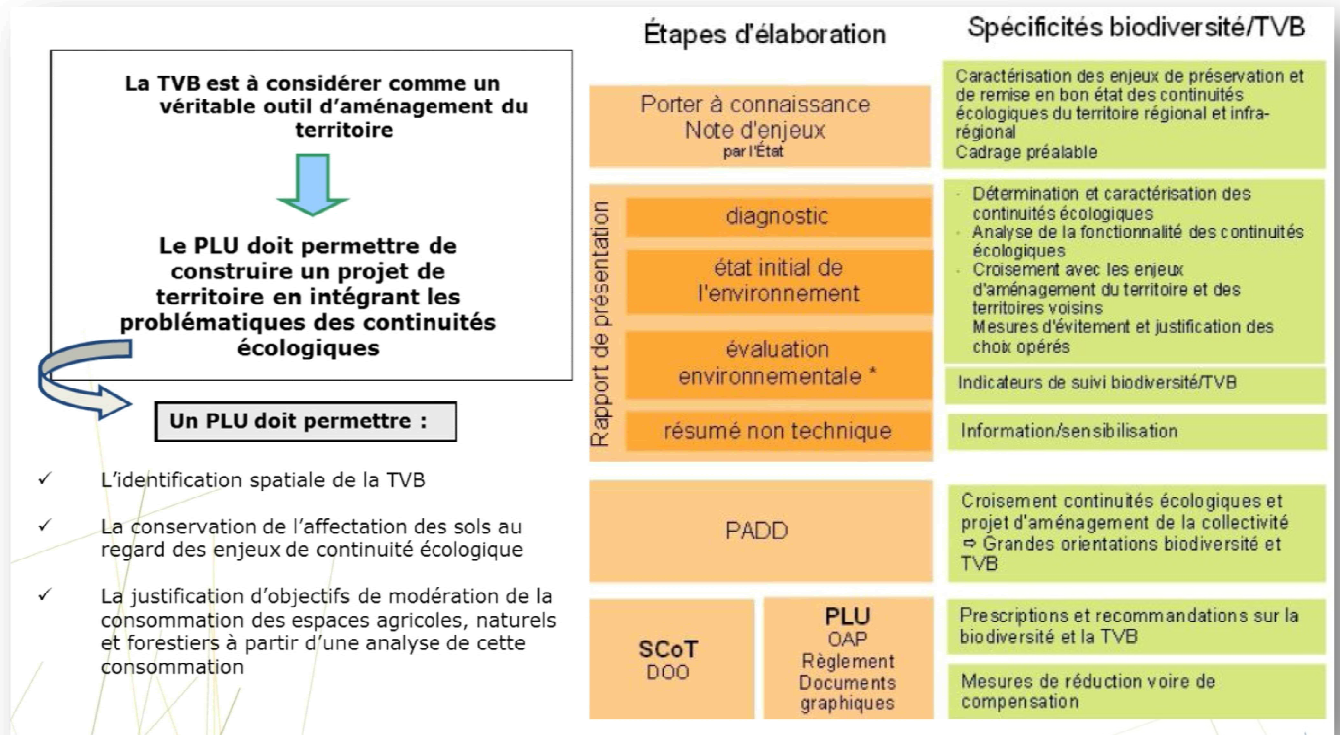 La TVB est à considérer comme un
véritable outil d'aménagement du
territoire
Le PLU doit permettre de
construire un projet de
territoire en intégrant les
problématiques des continuités
écologiques
Un PLU doit permettre :
✓ L'identification spatiale de la TVB
✓ La conservation de l'affectation des sols au
regard des enjeux de continuité écologique
✓ La justification d'objectifs de modération de la
consommation des espaces agricoles, naturels
et forestiers à partir d'une analyse de cette
consommation
Étapes d'élaboration
Porter à connaissance
Note d'enjeux
par l'État
Rapport de présentation
diagnostic
état initial de
l'environnement
évaluation
environnementale *
résumé non technique
PADD
SCoT
DOO
PLU
OAP
Règlement
Documents
graphiques
Spécificités biodiversité/TVB
Caractérisation des enjeux de préservation et
de remise en bon état des continuités
écologiques du territoire régional et infra-
régional
Cadrage préalable
- Détermination et caractérisation des
continuités écologiques
- Analyse de la fonctionnalité des continuités
écologiques
- Croisement avec les enjeux
d'aménagement du territoire et des
territoires voisins
Mesures d'évitement et justification des
choix opérés
Indicateurs de suivi biodiversité/TVB
Information/sensibilisation
Croisement continuités écologiques et
projet d'aménagement de la collectivité
⇨ Grandes orientations biodiversité et
TVB
Prescriptions et recommandations sur la
biodiversité et la TVB
Mesures de réduction voire de
compensation